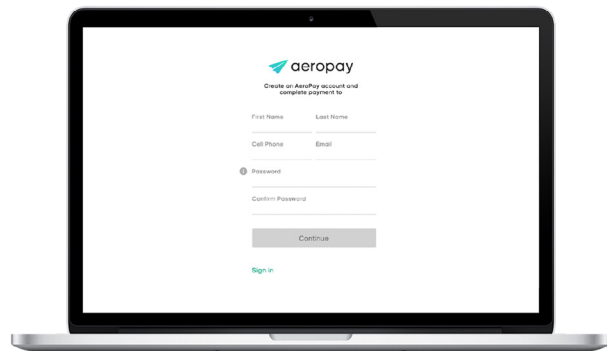 aeropay
Create an AeroPay account and
complete payment to
First Name Last Name
Cell Phone Email
Password
Confirm Password
Continue
Sign in